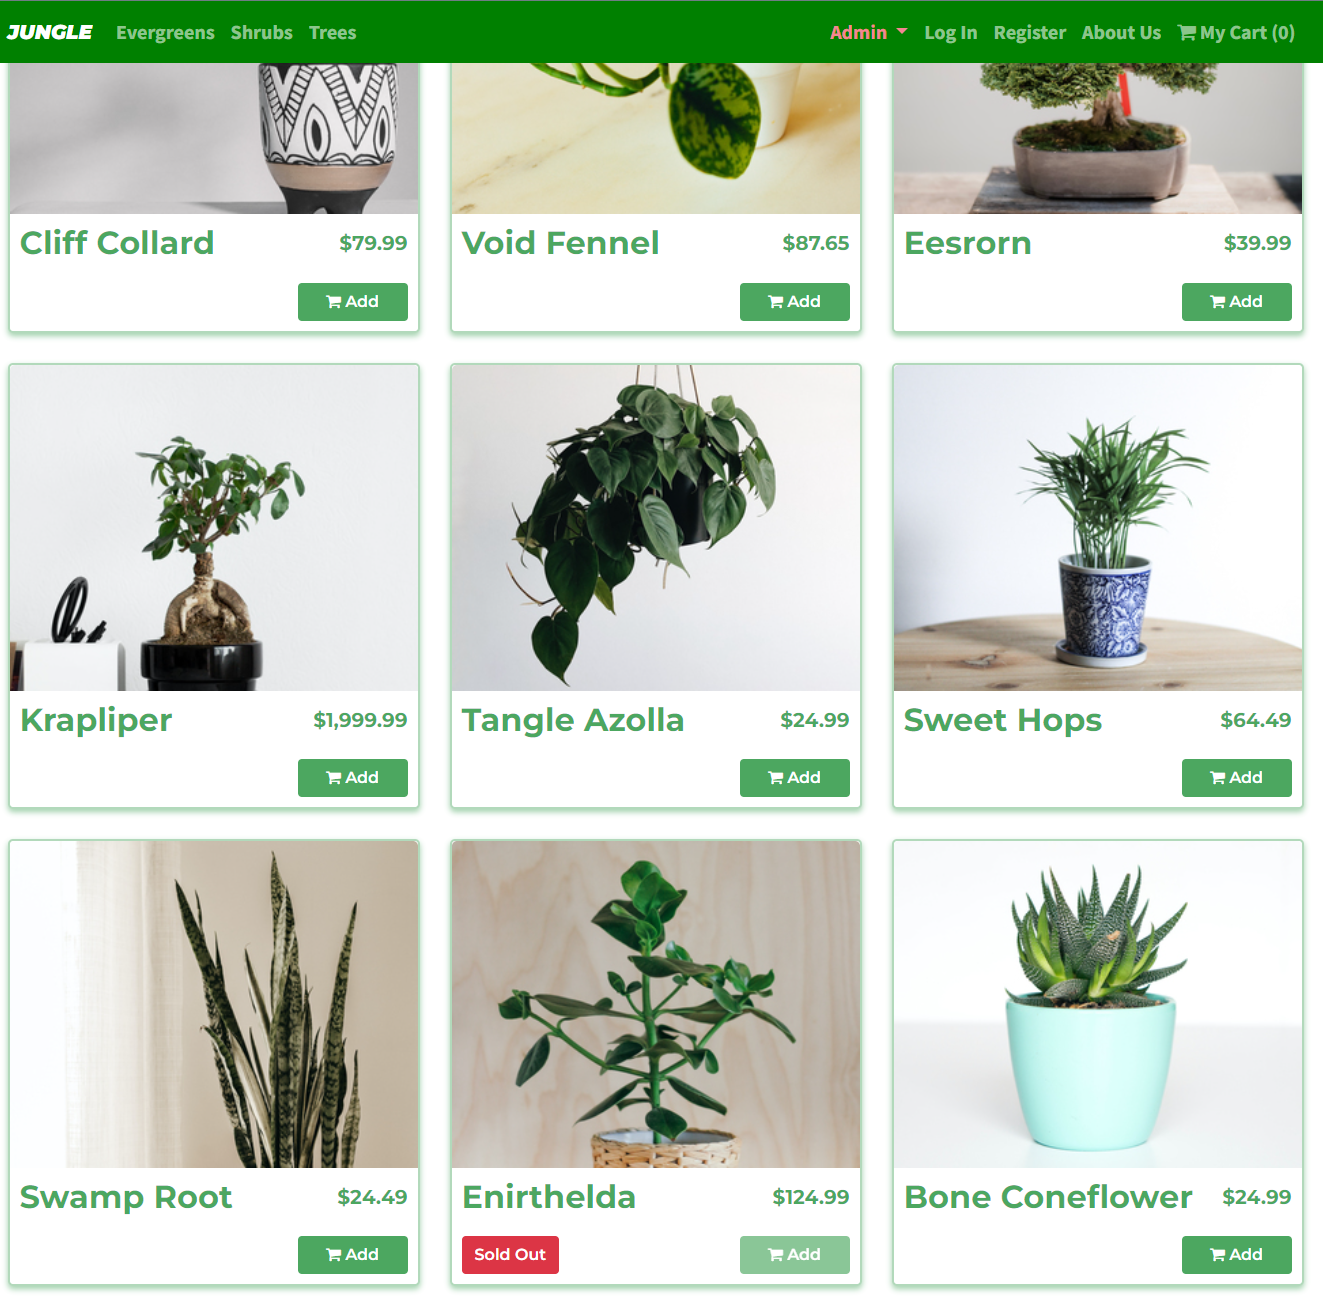 JUNGLE Evergreens Shrubs Trees Admin Log In Register About Us My Cart (0)
Cliff Collard $79.99
Add
Void Fennel $87.65
Add
Eesrorn $39.99
Add
Krapliper $1,999.99
Add
Tangle Azolla $24.99
Add
Sweet Hops $64.49
Add
Swamp Root $24.49
Add
Enirthelda $124.99
Sold Out Add
Bone Coneflower $24.99
Add